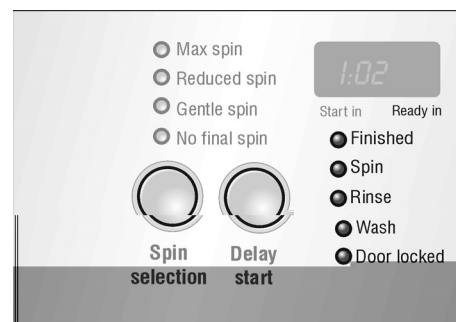 Max spin
Reduced spin
Gentle spin
No final spin
Spin
selection
Delay
start
1:02
Start in Ready in
Finished
Spin
Rinse
Wash
Door locked